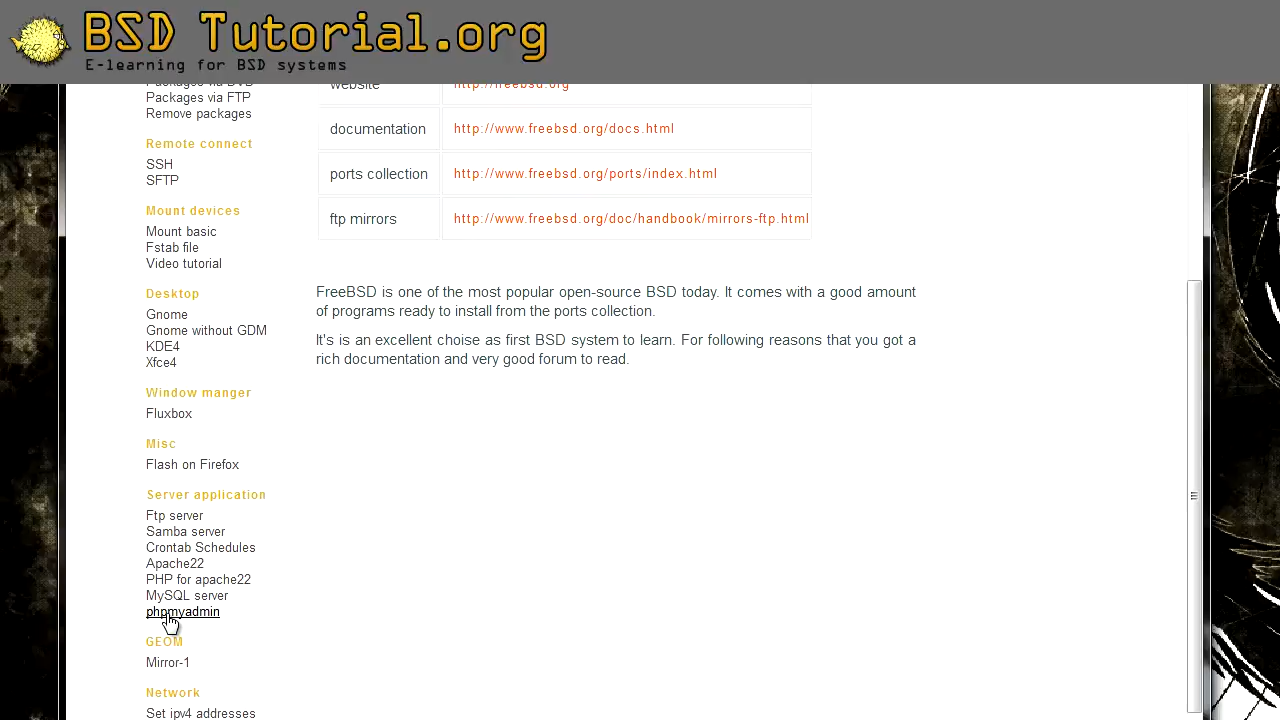 BSD Tutorial.org
E-learning for BSD systems
Packages via DVD
Packages via FTP
Remove packages
Remote connect
SSH
SFTP
Mount devices
Mount basic
Fstab file
Video tutorial
Desktop
Gnome
Gnome without GDM
KDE4
Xfce4
Window manger
Fluxbox
Misc
Flash on Firefox
Server application
Ftp server
Samba server
Crontab Schedules
Apache22
PHP for apache22
MySQL server
phpmyadmin
GEOM
Mirror-1
Network
Set ipv4 addresses
website http://freebsd.org
documentation http://www.freebsd.org/docs.html
ports collection http://www.freebsd.org/ports/index.html
ftp mirrors http://www.freebsd.org/doc/handbook/mirrors-ftp.html
FreeBSD is one of the most popular open-source BSD today. It comes with a good amount
of programs ready to install from the ports collection.
It's is an excellent choise as first BSD system to learn. For following reasons that you got a
rich documentation and very good forum to read.